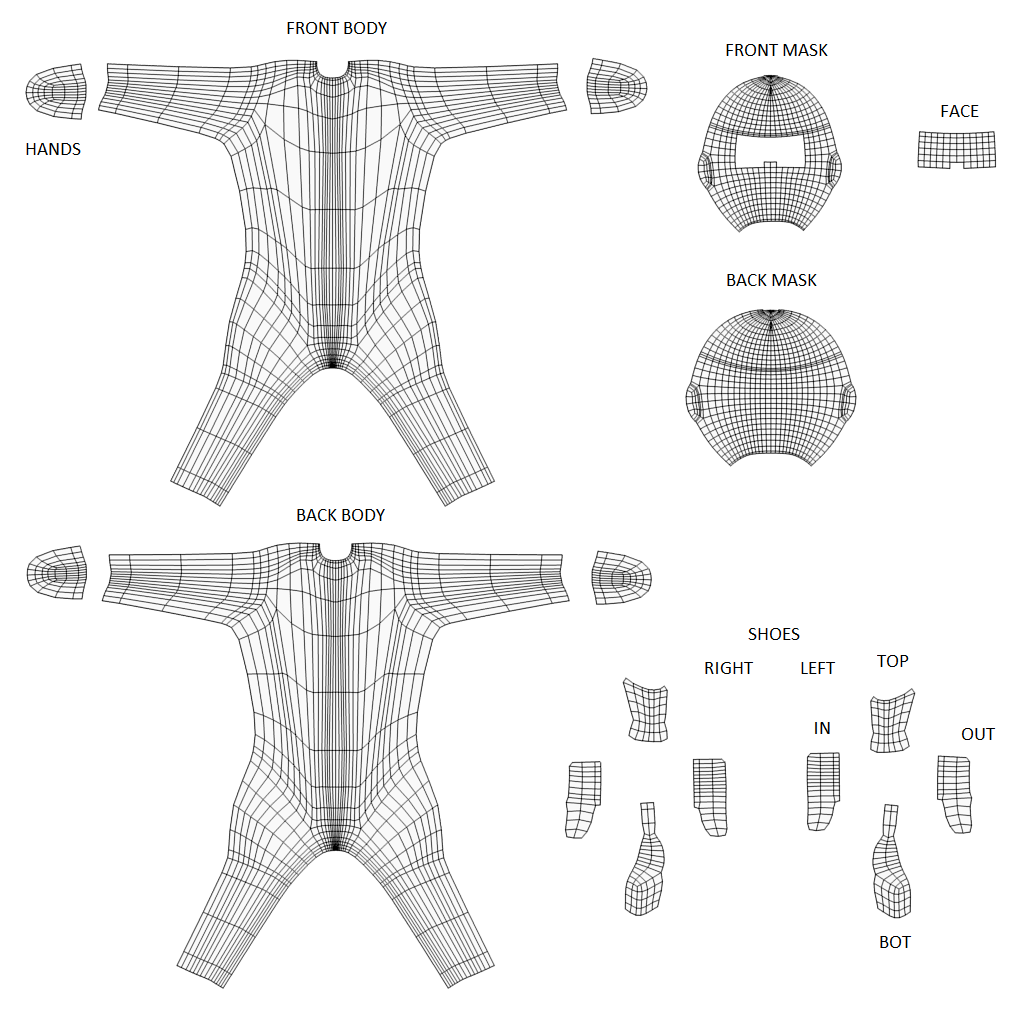 FRONT BODY
FRONT MASK
FACE
HANDS
BACK MASK
BACK BODY
SHOES
RIGHT
LEFT
TOP
IN
OUT
BOT